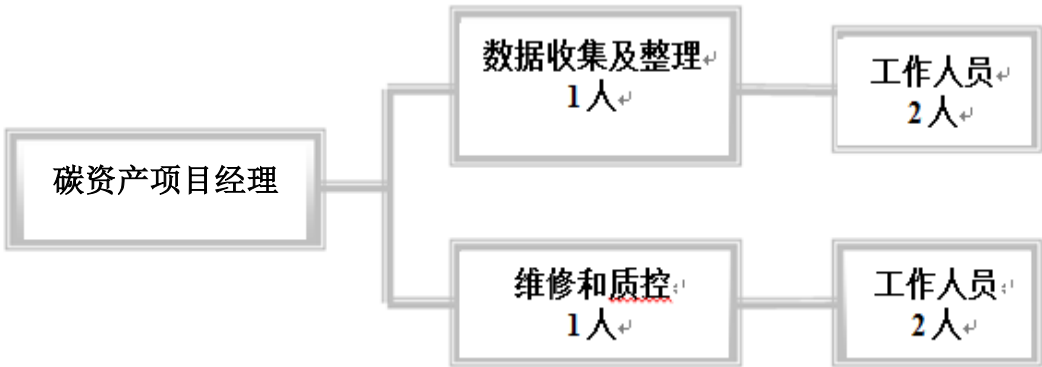 碳资产项目经理
数据收集及整理
1人
工作人员
2人
维修和质控
1人
工作人员
2人